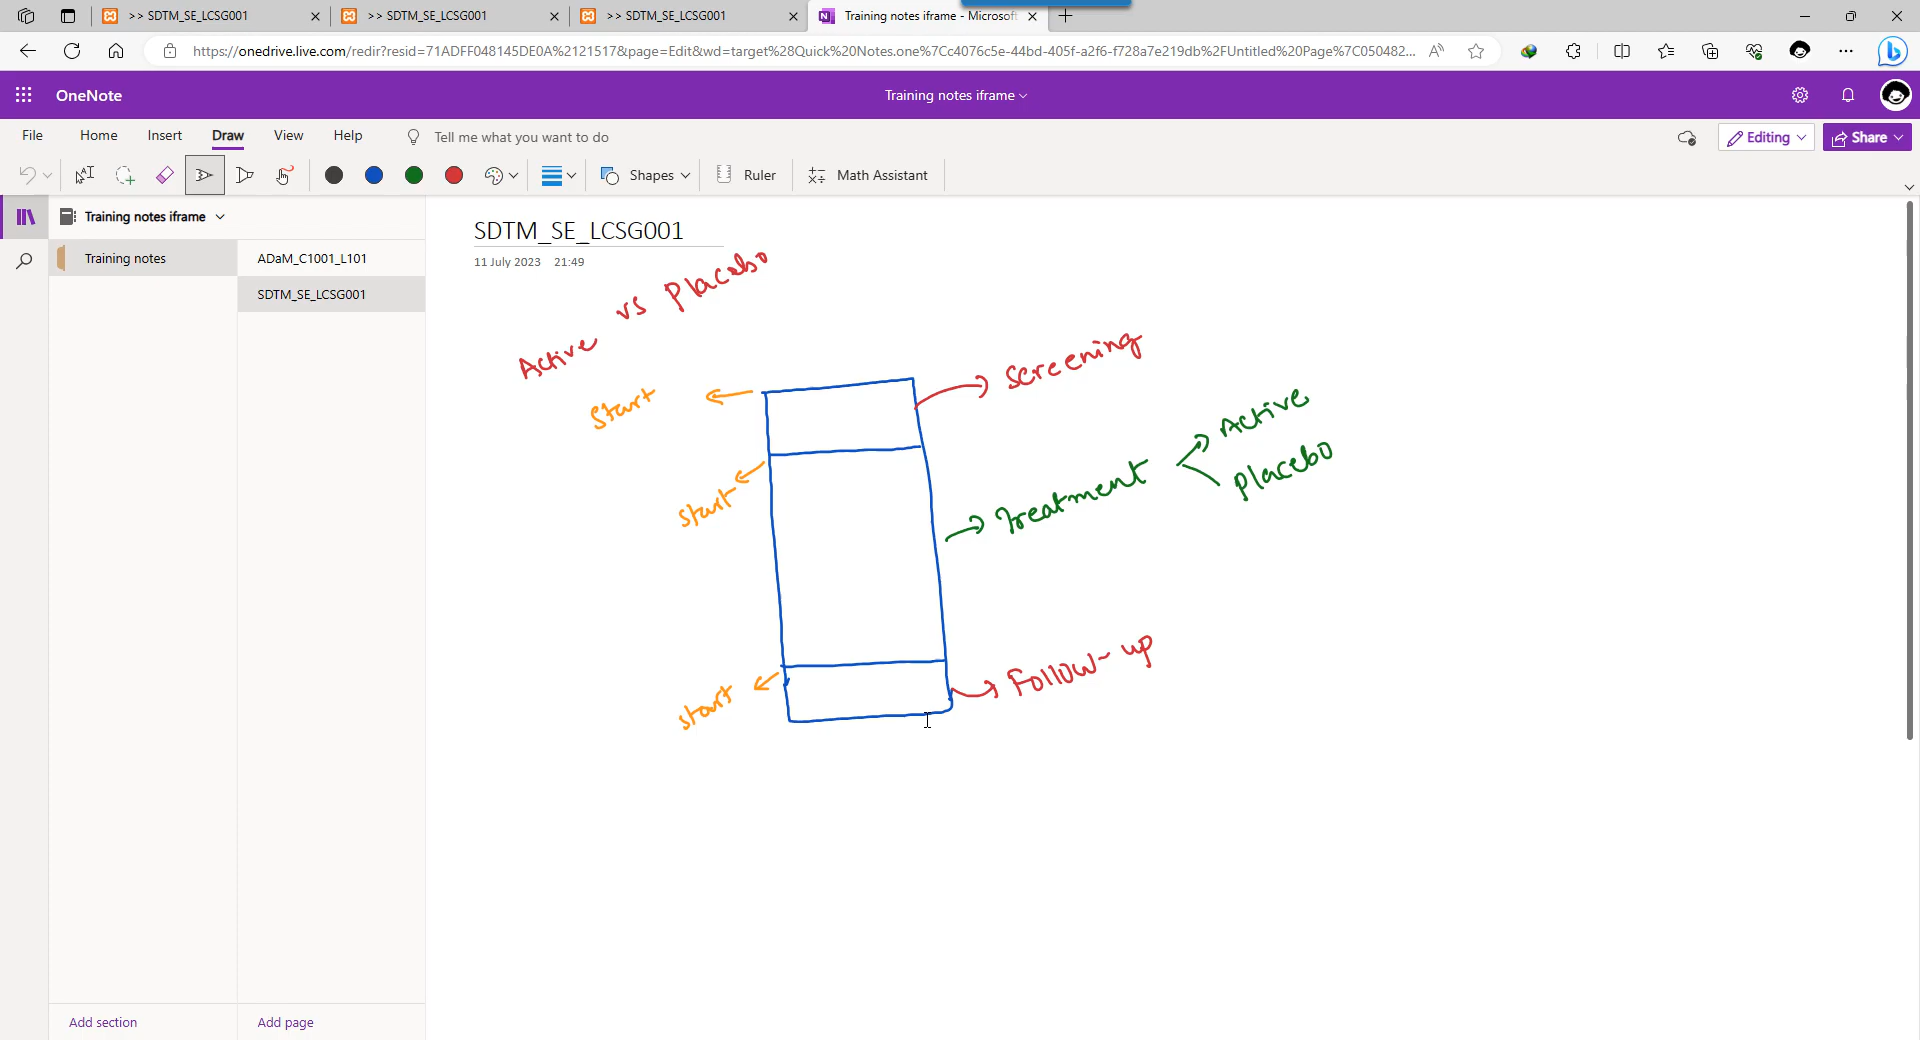 >> SDTM_SE_LCSG001
>> SDTM_SE_LCSG001
>> SDTM_SE_LCSG001
Training notes iframe - Microsoft
https://onedrive.live.com/redir?resid=71ADFF048145DE0A%2121517&page=Edit&wd=target%28Quick%20Notes.one%7Cc4076c5e-44bd-405f-a2f6-f728a7e219db%2FUntitled%20Page%7C050482...
OneNote
Training notes iframe
File Home Insert Draw View Help Tell me what you want to do
Editing Share
Shapes Ruler Math Assistant
Training notes iframe
Training notes
ADaM_C1001_L101
SDTM_SE_LCSG001
Add section
Add page
SDTM_SE_LCSG001
11 July 2023 21:49
Active vs Placebo
Start
Screening
start
Treatment
Active
Placebo
start
Follow-up